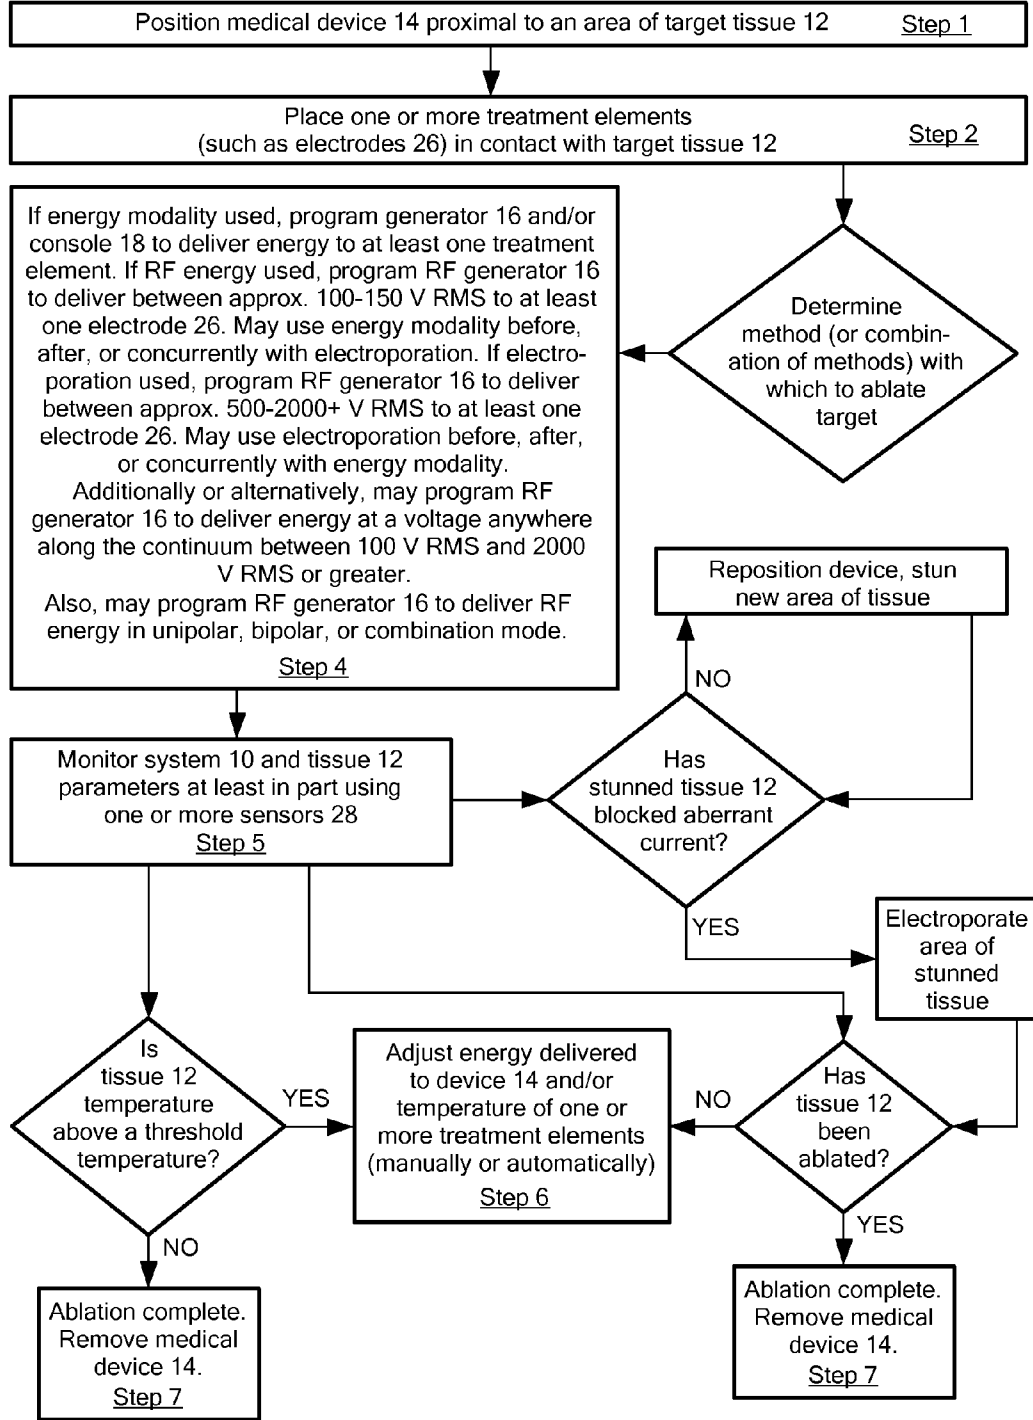 Position medical device 14 proximal to an area of target tissue 12 Step 1
Place one or more treatment elements
(such as electrodes 26) in contact with target tissue 12
Step 2
Determine
method (or combin-
ation of methods) with
which to ablate
target
If energy modality used, program generator 16 and/or
console 18 to deliver energy to at least one treatment
element. If RF energy used, program RF generator 16
to deliver between approx. 100-150 V RMS to at least
one electrode 26. May use energy modality before,
after, or concurrently with electroporation. If electro-
poration used, program RF generator 16 to deliver
between approx. 500-2000+ V RMS to at least one
electrode 26. May use electroporation before, after,
or concurrently with energy modality.
Additionally or alternatively, may program RF
generator 16 to deliver energy at a voltage anywhere
along the continuum between 100 V RMS and 2000
V RMS or greater.
Also, may program RF generator 16 to deliver RF
energy in unipolar, bipolar, or combination mode.
Step 4
Monitor system 10 and tissue 12
parameters at least in part using
one or more sensors 28
Step 5
Reposition device, stun
new area of tissue
NO
Has
stunned tissue 12
blocked aberrant
current?
YES
Electroporate
area of
stunned
tissue
Is
tissue 12
temperature
above a threshold
temperature?
YES
Adjust energy delivered
to device 14 and/or
temperature of one or
more treatment elements
(manually or automatically)
Step 6
NO
Has
tissue 12
been
ablated?
NO
Ablation complete.
Remove medical
device 14.
Step 7
YES
Ablation complete.
Remove medical
device 14.
Step 7